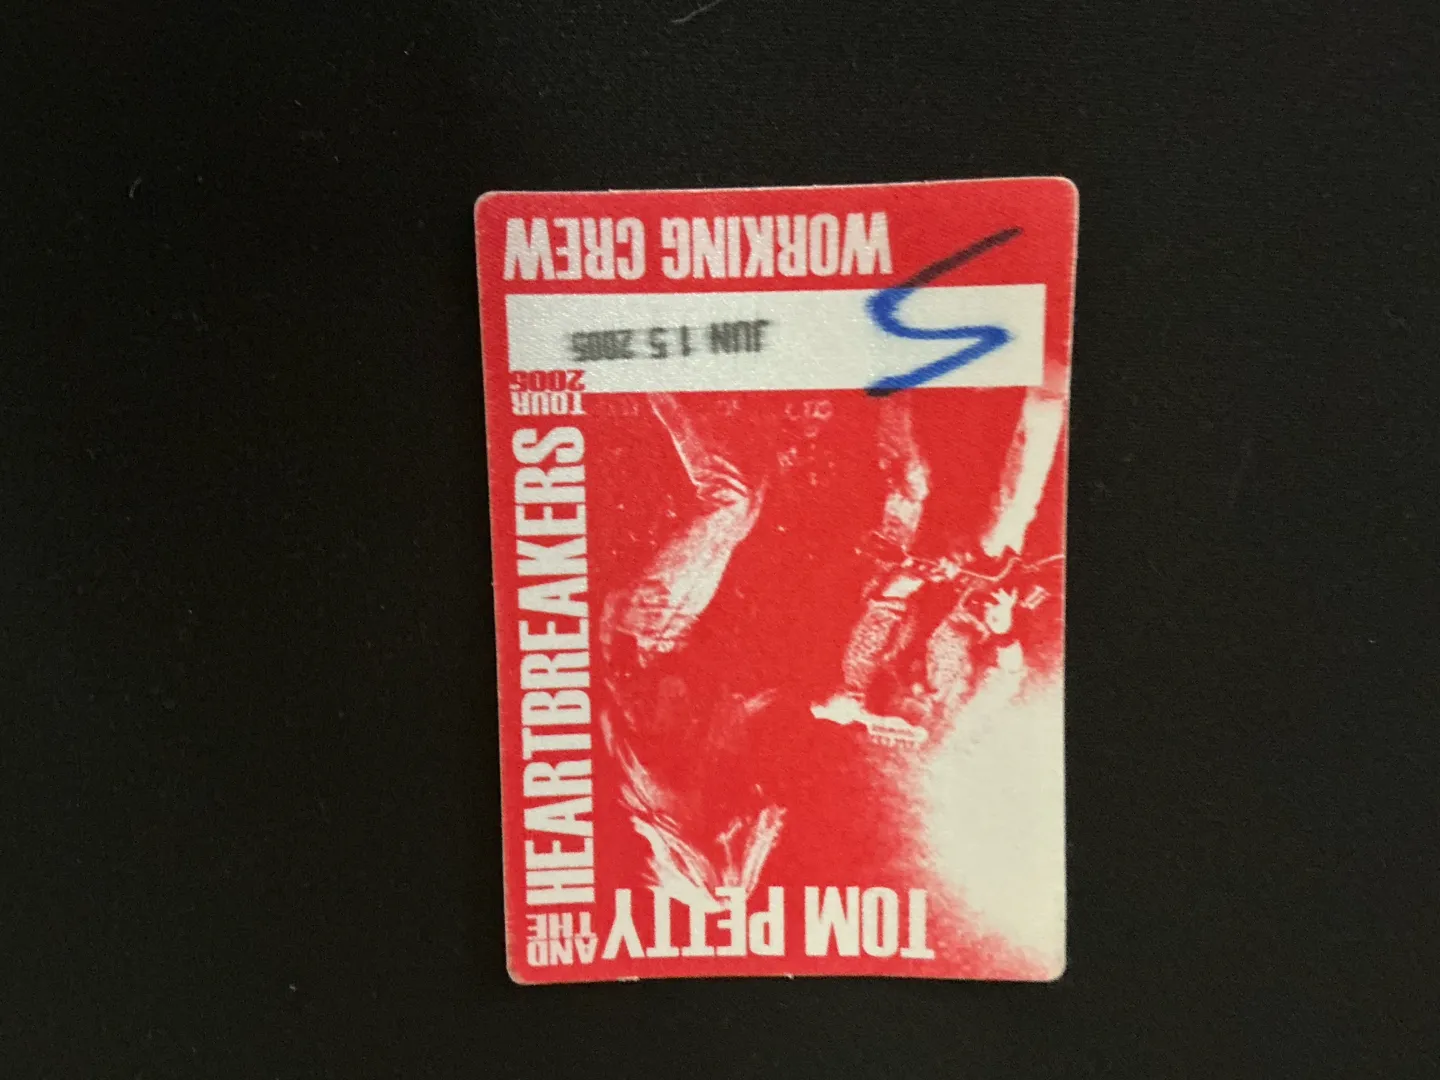 TOM PETTY
AND
THE
HEARTBREAKERS
TOUR
2005
JUN 15 2005
S
WORKING CREW